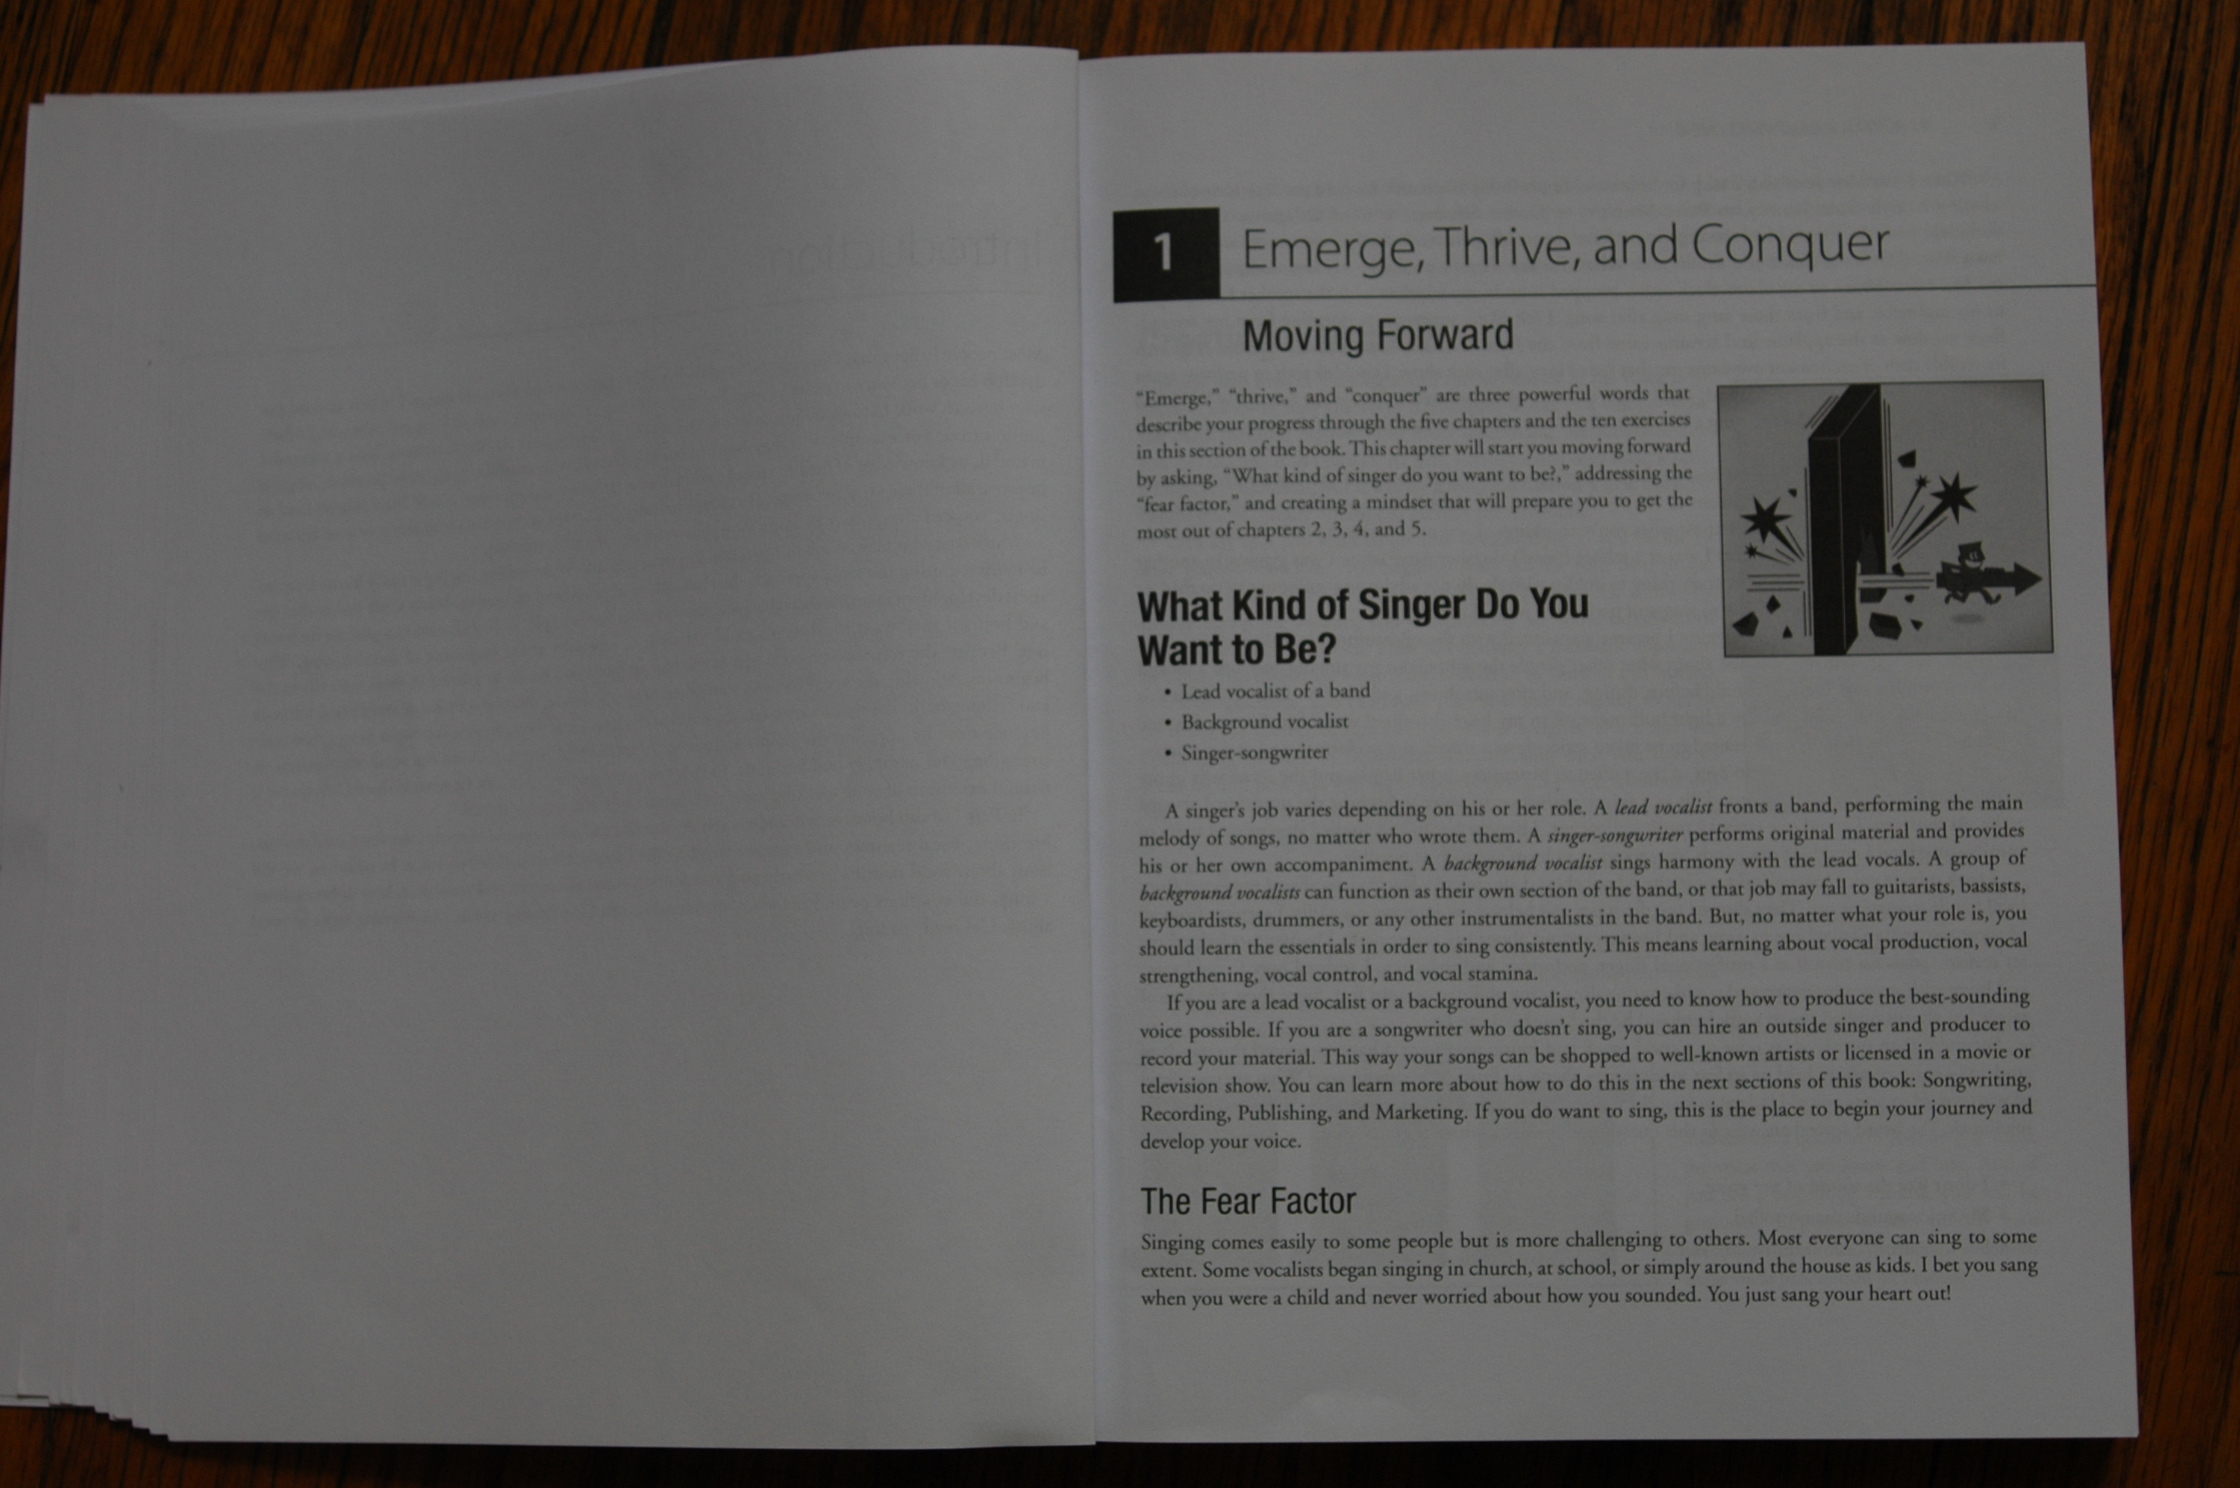 1 Emerge, Thrive, and Conquer
Moving Forward
“Emerge,” “thrive,” and “conquer” are three powerful words that
describe your progress through the five chapters and the ten exercises
in this section of the book. This chapter will start you moving forward
by asking, “What kind of singer do you want to be?,” addressing the
“fear factor,” and creating a mindset that will prepare you to get the
most out of chapters 2, 3, 4, and 5.
What Kind of Singer Do You
Want to Be?
• Lead vocalist of a band
• Background vocalist
• Singer-songwriter
A singer’s job varies depending on his or her role. A lead vocalist fronts a band, performing the main
melody of songs, no matter who wrote them. A singer-songwriter performs original material and provides
his or her own accompaniment. A background vocalist sings harmony with the lead vocals. A group of
background vocalists can function as their own section of the band, or that job may fall to guitarists, bassists,
keyboardists, drummers, or any other instrumentalists in the band. But, no matter what your role is, you
should learn the essentials in order to sing consistently. This means learning about vocal production, vocal
strengthening, vocal control, and vocal stamina.
If you are a lead vocalist or a background vocalist, you need to know how to produce the best-sounding
voice possible. If you are a songwriter who doesn’t sing, you can hire an outside singer and producer to
record your material. This way your songs can be shopped to well-known artists or licensed in a movie or
television show. You can learn more about how to do this in the next sections of this book: Songwriting,
Recording, Publishing, and Marketing. If you do want to sing, this is the place to begin your journey and
develop your voice.
The Fear Factor
Singing comes easily to some people but is more challenging to others. Most everyone can sing to some
extent. Some vocalists began singing in church, at school, or simply around the house as kids. I bet you sang
when you were a child and never worried about how you sounded. You just sang your heart out!